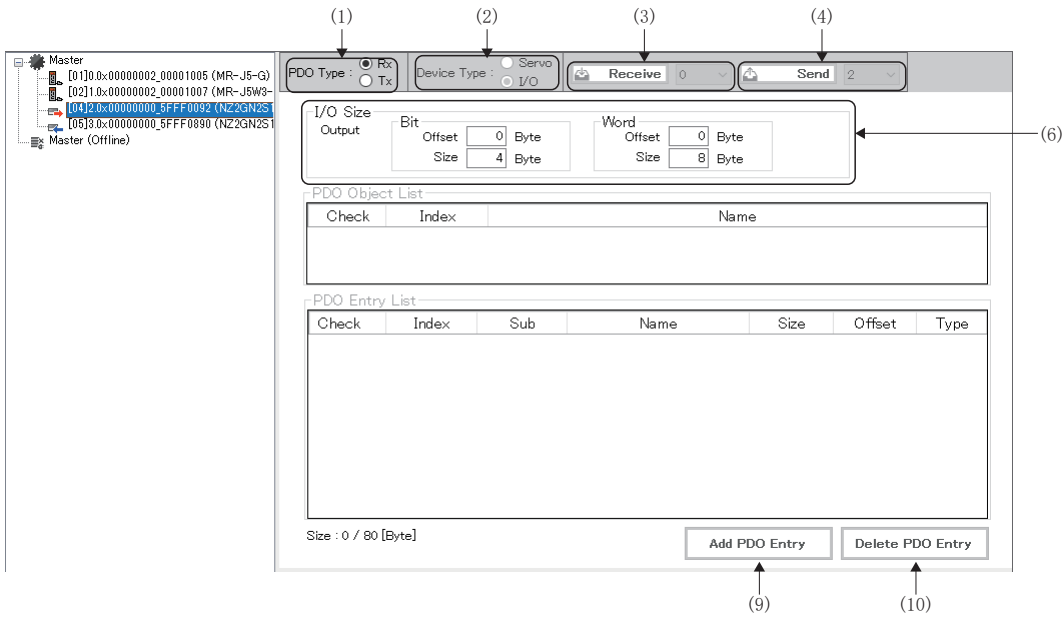 (1) (2) (3) (4)
Master
[01]0.0x00000002_00001005 (MR-J5-G)
[02]1.0x00000002_00001007 (MR-J5W3-
[04]2.0x00000000_5FFF0092 (NZ2GN2S1
[05]3.0x00000000_5FFF0890 (NZ2GN2S1
Master (Offline)
PDO Type : Rx Tx
Device Type : Servo I/O
Receive 0
Send 2
I/O Size
Output
Bit
Offset 0 Byte
Size 4 Byte
Word
Offset 0 Byte
Size 8 Byte
(6)
PDO Object List
Check Index Name
PDO Entry List
Check Index Sub Name Size Offset Type
Size : 0 / 80 [Byte]
Add PDO Entry Delete PDO Entry
(9) (10)